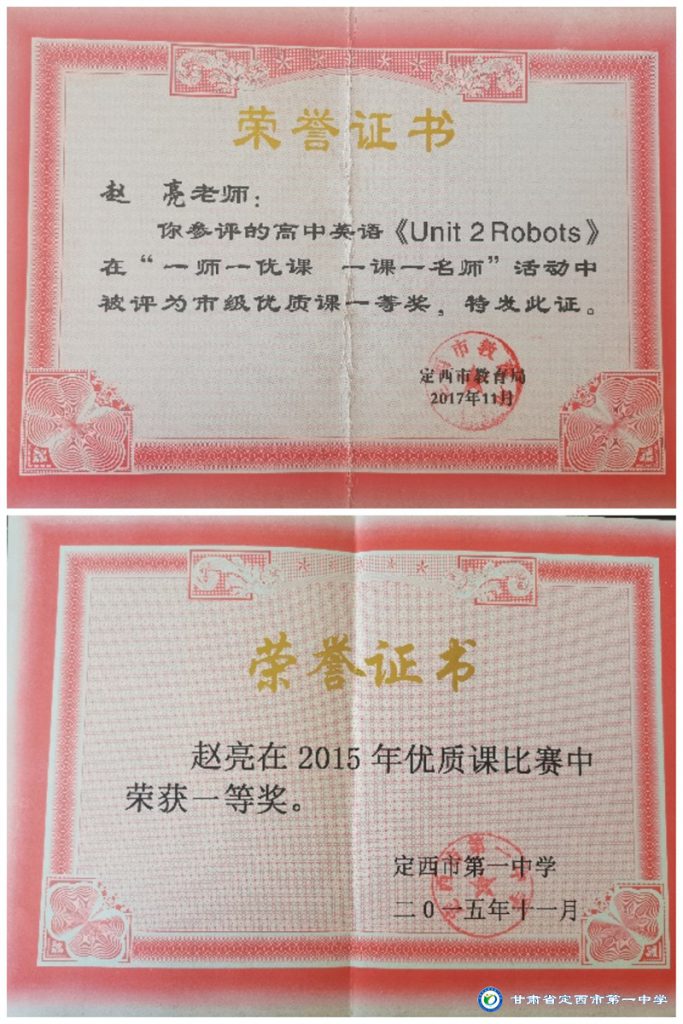 荣誉证书
赵 亮老师：
你参评的高中英语《Unit 2 Robots》
在“一师一优课 一课一名师”活动中
被评为市级优质课一等奖，特发此证。
定西市教育局
2017年11月
荣誉证书
赵亮在 2015 年优质课比赛中
荣获一等奖。
定西市第一中学
二0一五年十一月
甘肃省定西市第一中学